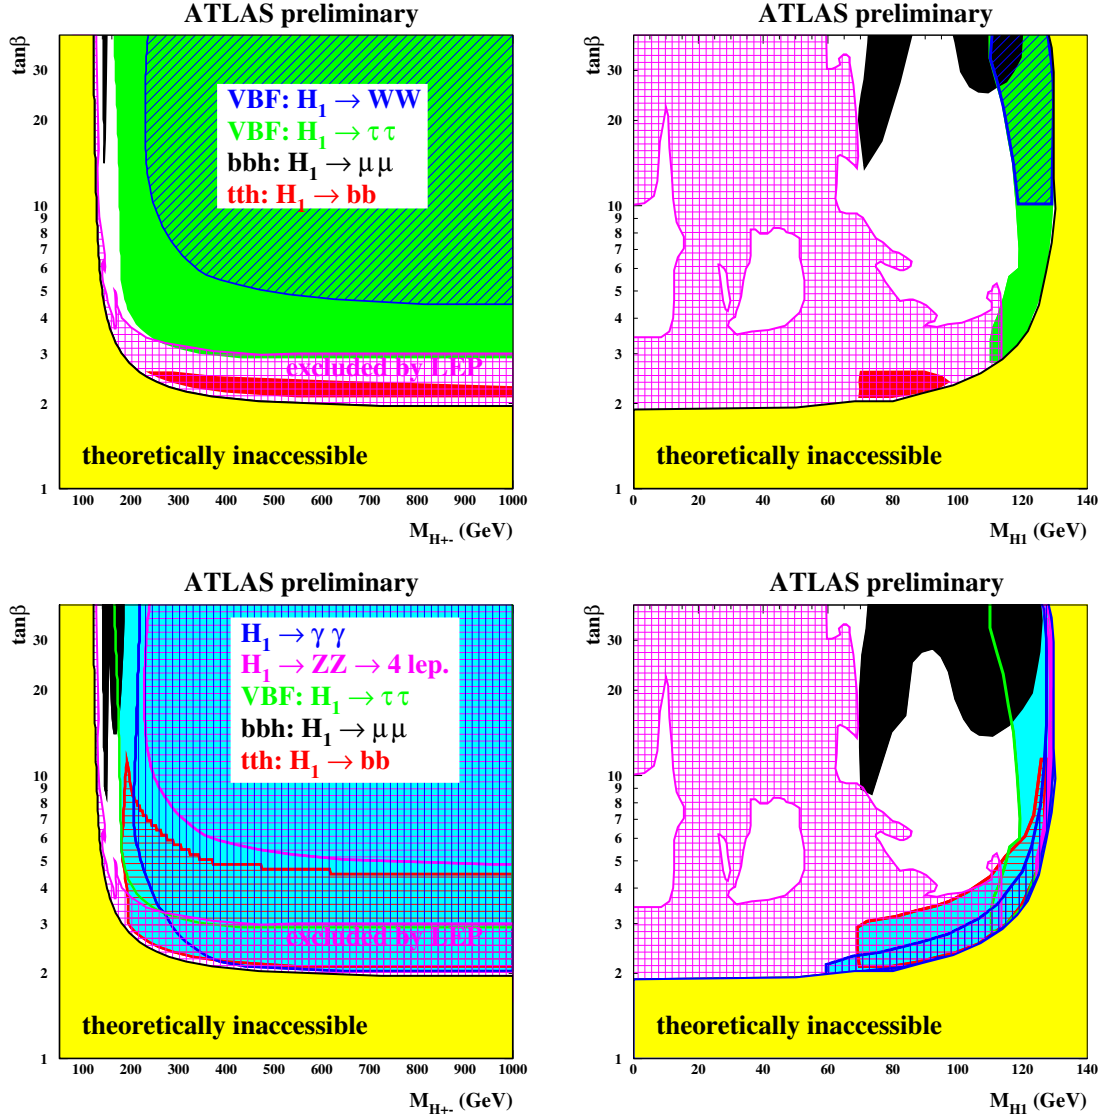 ATLAS preliminary
tanβ
30
20
10
9
8
7
6
5
4
3
2
1
VBF: H1 → WW
VBF: H1 → τ τ
bbh: H1 → μ μ
tth: H1 → bb
excluded by LEP
theoretically inaccessible
100 200 300 400 500 600 700 800 900 1000
MH+- (GeV)
ATLAS preliminary
tanβ
30
20
10
9
8
7
6
5
4
3
2
1
theoretically inaccessible
0 20 40 60 80 100 120 140
MH1 (GeV)
ATLAS preliminary
tanβ
30
20
10
9
8
7
6
5
4
3
2
1
H1 → γ γ
H1 → ZZ → 4 lep.
VBF: H1 → τ τ
bbh: H1 → μ μ
tth: H1 → bb
excluded by LEP
theoretically inaccessible
100 200 300 400 500 600 700 800 900 1000
MH+- (GeV)
ATLAS preliminary
tanβ
30
20
10
9
8
7
6
5
4
3
2
1
theoretically inaccessible
0 20 40 60 80 100 120 140
MH1 (GeV)